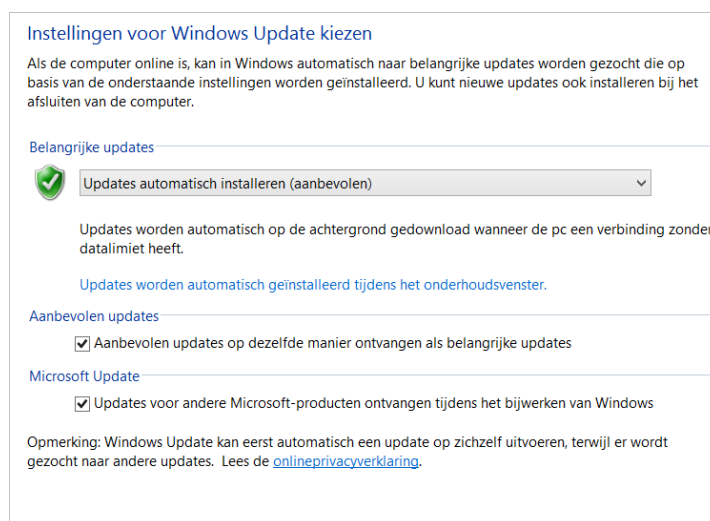 Instellingen voor Windows Update kiezen
Als de computer online is, kan in Windows automatisch naar belangrijke updates worden gezocht die op
basis van de onderstaande instellingen worden geïnstalleerd. U kunt nieuwe updates ook installeren bij het
afsluiten van de computer.
Belangrijke updates
Updates automatisch installeren (aanbevolen)
Updates worden automatisch op de achtergrond gedownload wanneer de pc een verbinding zonder
datalimiet heeft.
Updates worden automatisch geïnstalleerd tijdens het onderhoudsvenster.
Aanbevolen updates
Aanbevolen updates op dezelfde manier ontvangen als belangrijke updates
Microsoft Update
Updates voor andere Microsoft-producten ontvangen tijdens het bijwerken van Windows
Opmerking: Windows Update kan eerst automatisch een update op zichzelf uitvoeren, terwijl er wordt
gezocht naar andere updates. Lees de onlineprivacyverklaring.